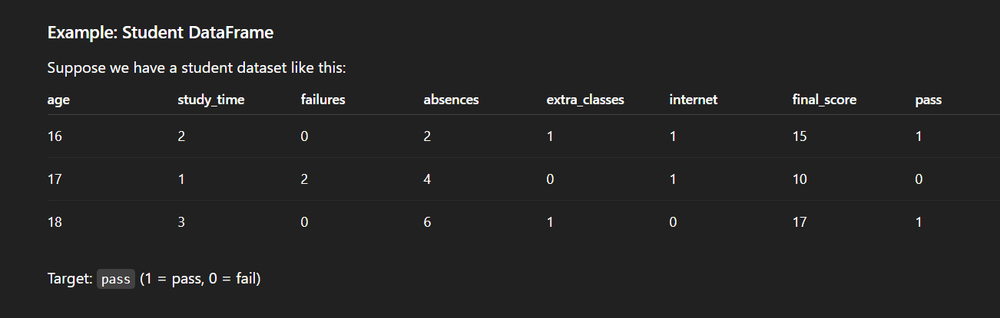 Example: Student DataFrame
Suppose we have a student dataset like this:
age study_time failures absences extra_classes internet final_score pass
16 2 0 2 1 1 15 1
17 1 2 4 0 1 10 0
18 3 0 6 1 0 17 1
Target: pass (1 = pass, 0 = fail)